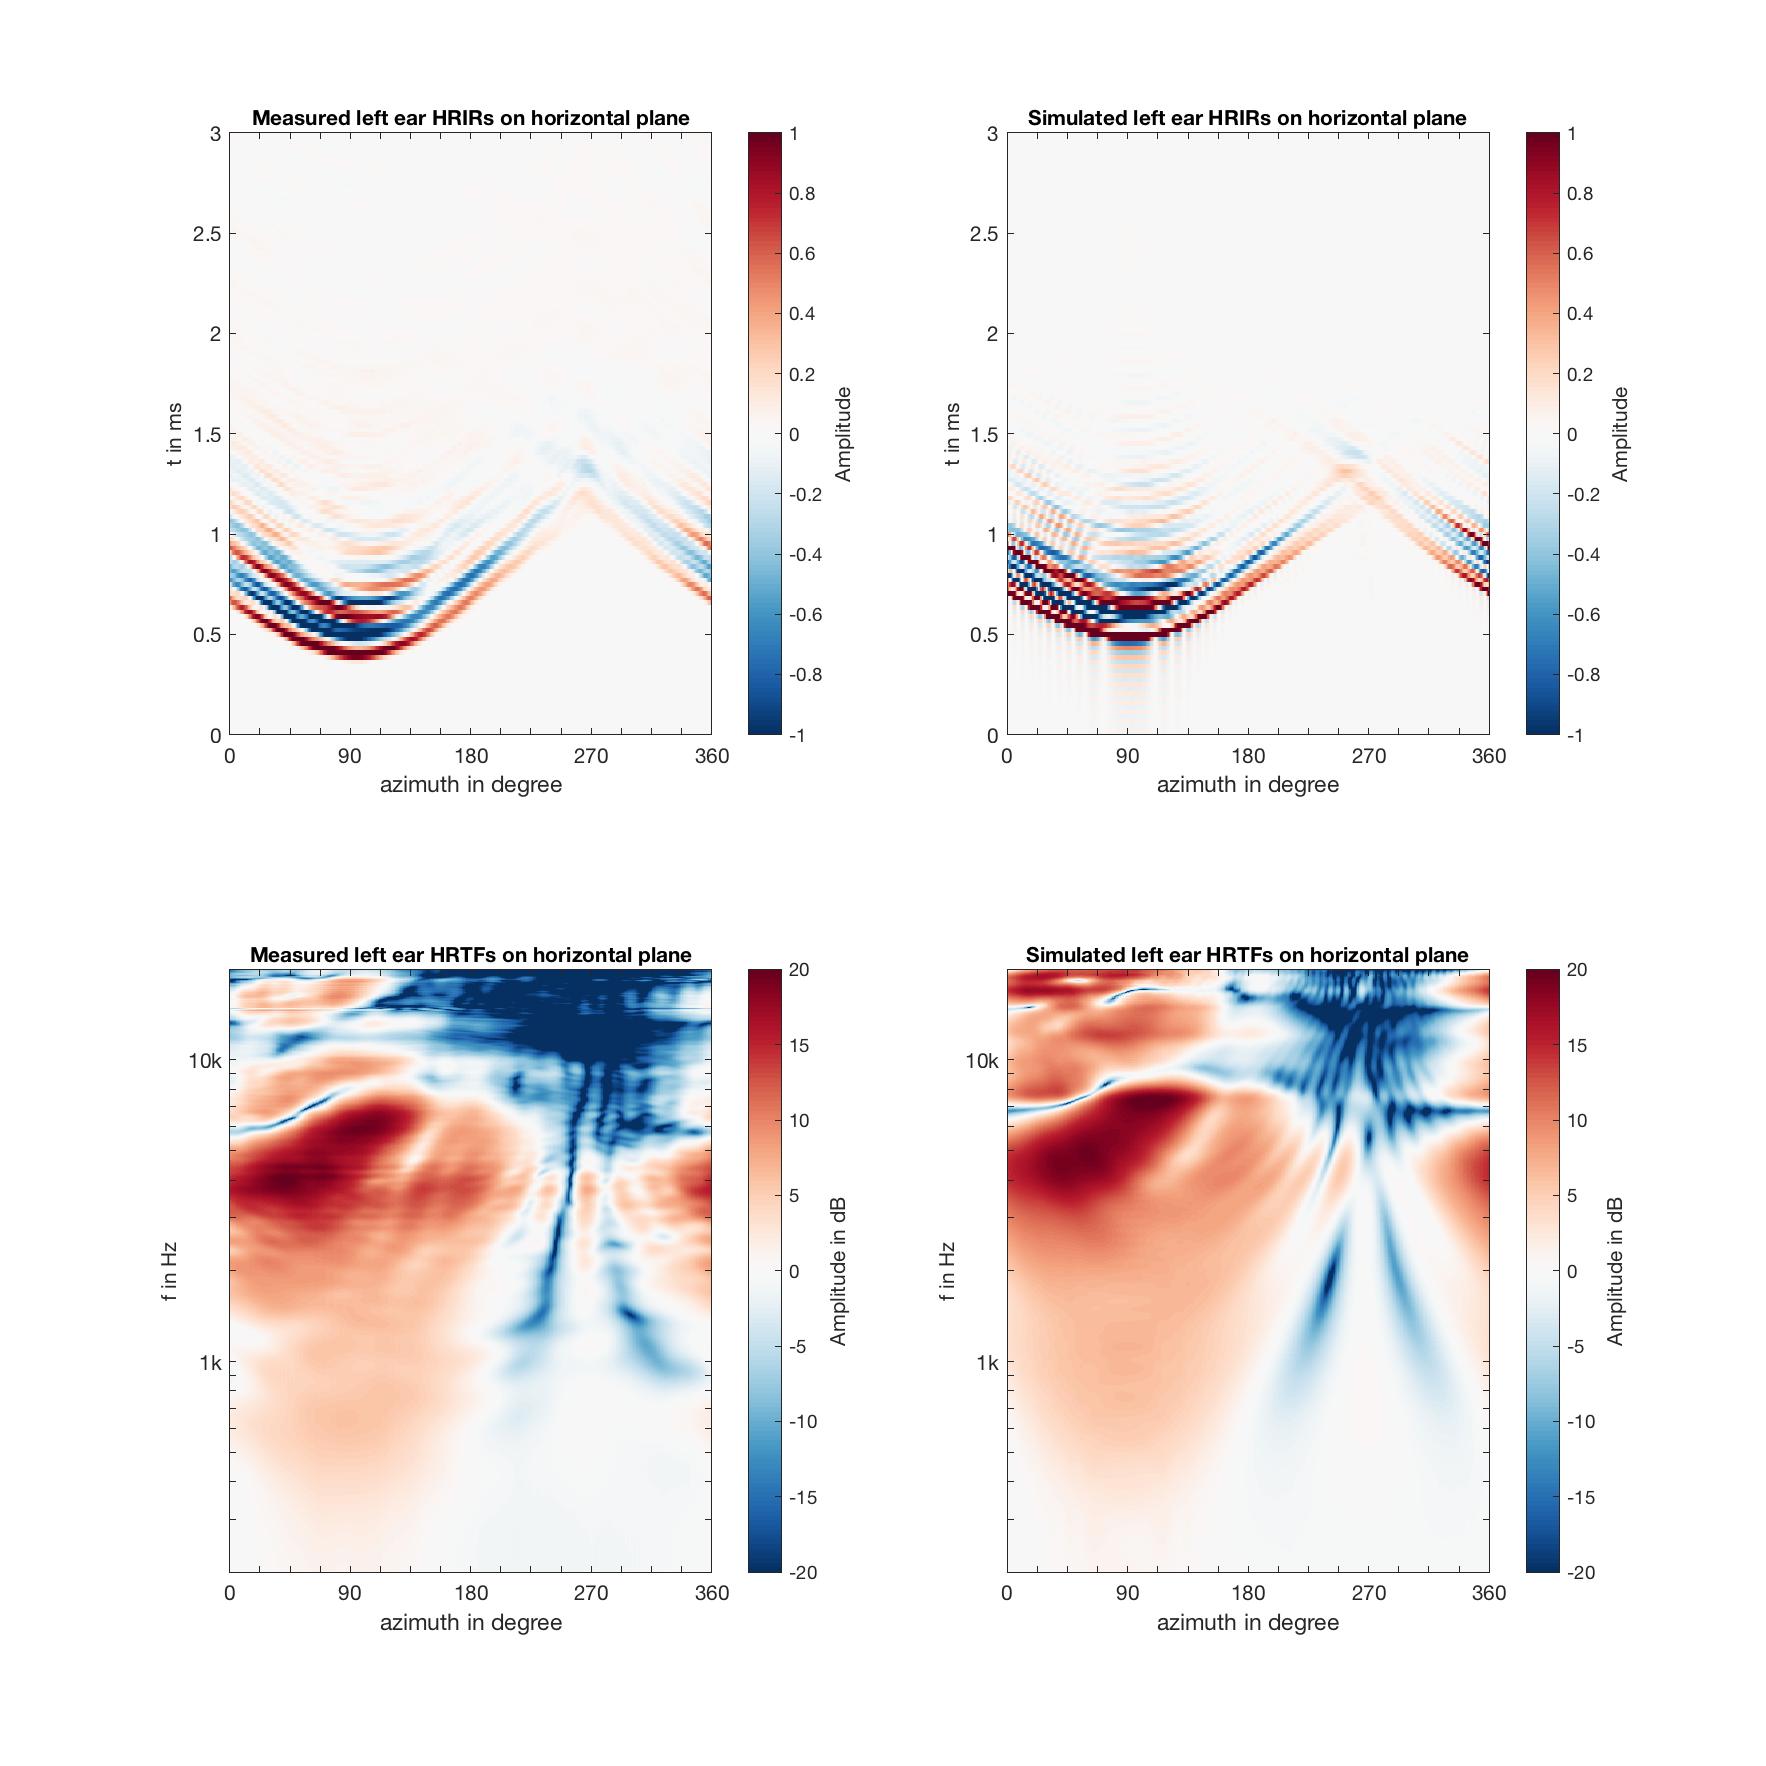 Measured left ear HRIRs on horizontal plane
3
2.5
2
1.5
1
0.5
0
t in ms
0 90 180 270 360
azimuth in degree
1
0.8
0.6
0.4
0.2
0
-0.2
-0.4
-0.6
-0.8
-1
Amplitude
Simulated left ear HRIRs on horizontal plane
3
2.5
2
1.5
1
0.5
0
t in ms
0 90 180 270 360
azimuth in degree
1
0.8
0.6
0.4
0.2
0
-0.2
-0.4
-0.6
-0.8
-1
Amplitude
Measured left ear HRTFs on horizontal plane
10k
1k
f in Hz
0 90 180 270 360
azimuth in degree
20
15
10
5
0
-5
-10
-15
-20
Amplitude in dB
Simulated left ear HRTFs on horizontal plane
10k
1k
f in Hz
0 90 180 270 360
azimuth in degree
20
15
10
5
0
-5
-10
-15
-20
Amplitude in dB